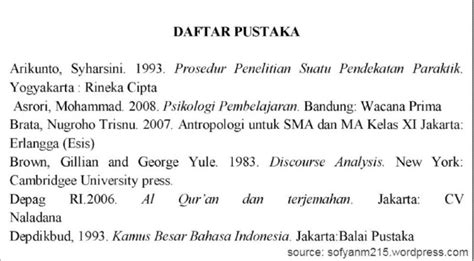 DAFTAR PUSTAKA
Arikunto, Syharsini. 1993. Prosedur Penelitian Suatu Pendekatan Paraktik.
Yogyakarta : Rineka Cipta
Asrori, Mohammad. 2008. Psikologi Pembelajaran. Bandung: Wacana Prima
Brata, Nugroho Trisnu. 2007. Antropologi untuk SMA dan MA Kelas XI Jakarta:
Erlangga (Esis)
Brown, Gillian and George Yule. 1983. Discourse Analysis. New York:
Cambridgee University press.
Depag RI.2006. Al Qur'an dan terjemahan. Jakarta: CV
Naladana
Depdikbud, 1993. Kamus Besar Bahasa Indonesia. Jakarta:Balai Pustaka
source: sofyanm215.wordpress.com